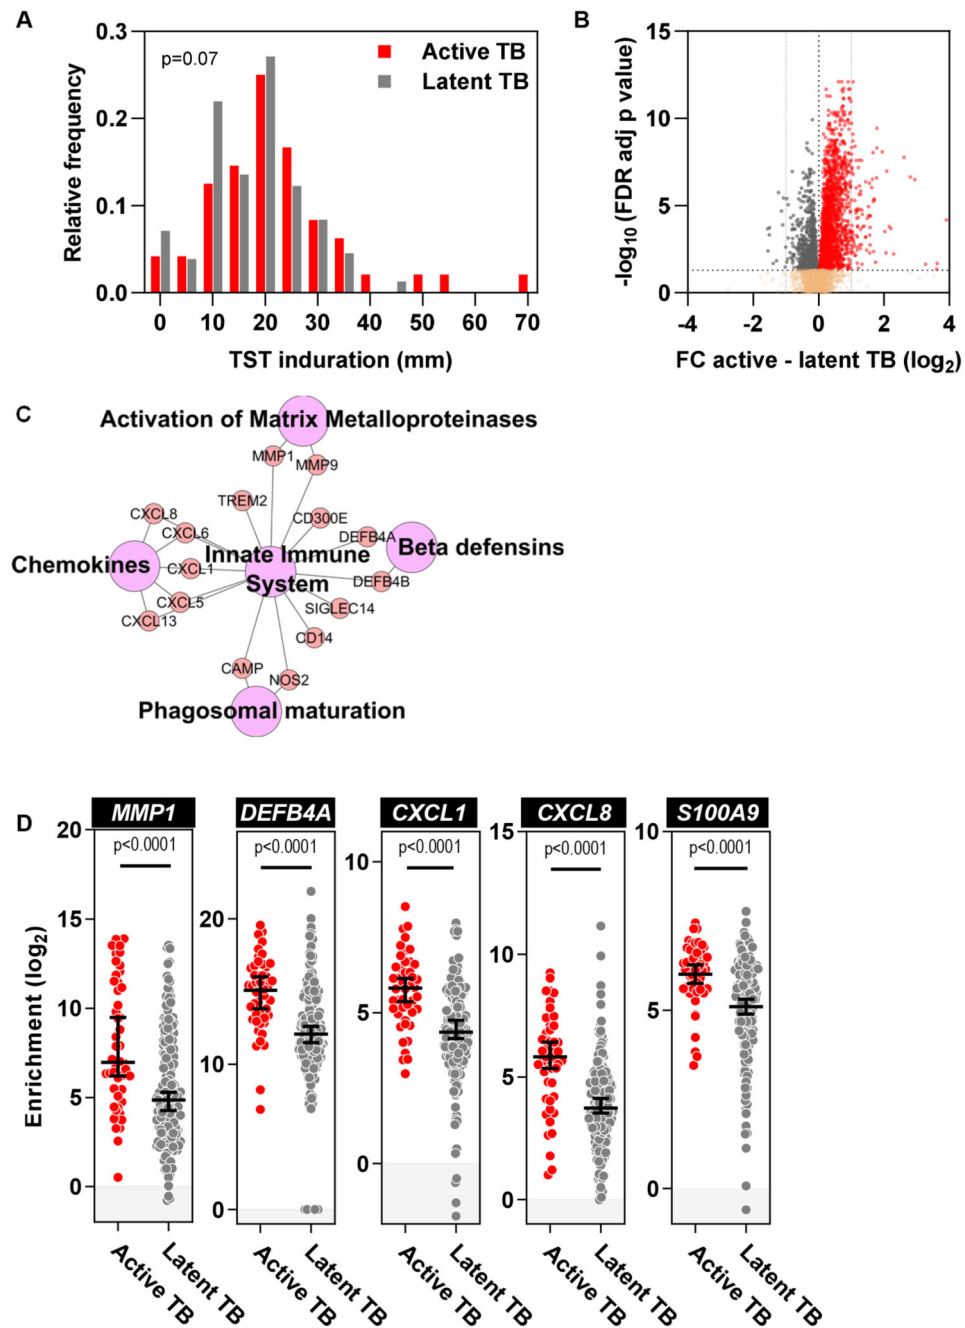 A
0.3
0.2
0.1
0.0
Relative frequency
p=0.07
Active TB
Latent TB
0 10 20 30 40 50 60 70
TST induration (mm)
B
15
10
5
0
-log10 (FDR adj p value)
-4 -2 0 2 4
FC active - latent TB (log2)
C
Activation of Matrix Metalloproteinases
MMP1
MMP9
TREM2
CXCL8
CD300E
CXCL6
DEFB4A
Innate Immune
System
Beta defensins
Chemokines
CXCL1
DEFB4B
CXCL5
SIGLEC14
CXCL13
CD14
CAMP
NOS2
Phagosomal maturation
D
Enrichment (log2)
MMP1
p<0.0001
20
15
10
5
0
Active TB
Latent TB
DEFB4A
p<0.0001
20
10
0
Active TB
Latent TB
CXCL1
p<0.0001
10
5
0
Active TB
Latent TB
CXCL8
p<0.0001
15
10
5
0
Active TB
Latent TB
S100A9
p<0.0001
10
5
0
Active TB
Latent TB